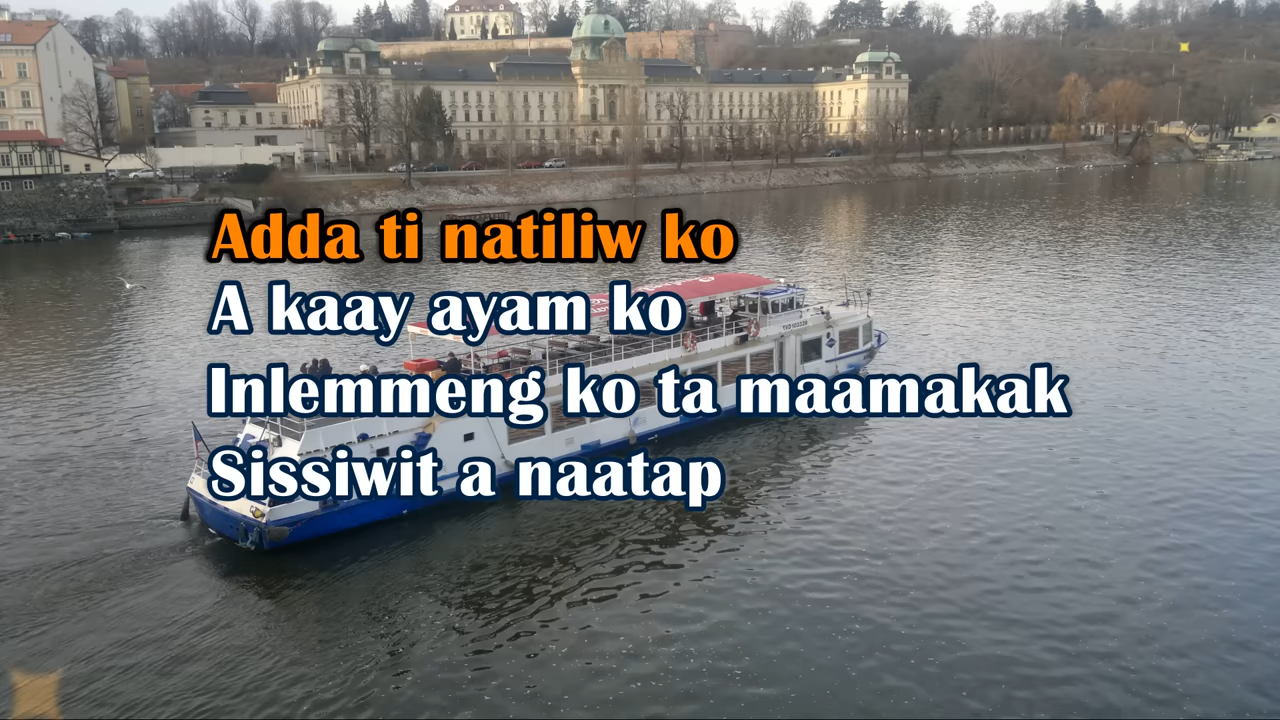 Adda ti natiliw ko
A kaay ayam ko
Inlemmeng ko ta maamakak
Sissiwit a naatap